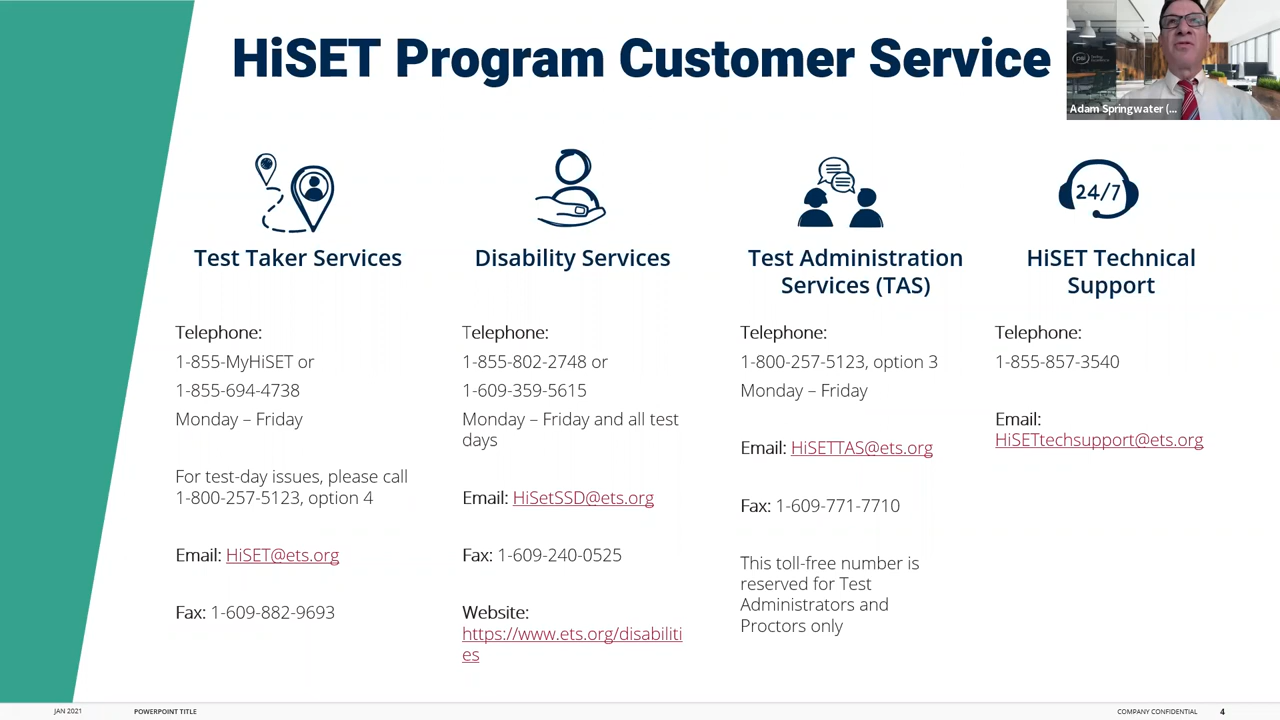 HiSET Program Customer Service
Adam Springwater (...
24/7
Test Taker Services
Telephone:
1-855-MyHiSET or
1-855-694-4738
Monday – Friday
For test-day issues, please call
1-800-257-5123, option 4
Email: HiSET@ets.org
Fax: 1-609-882-9693
Disability Services
Telephone:
1-855-802-2748 or
1-609-359-5615
Monday – Friday and all test
days
Email: HiSetSSD@ets.org
Fax: 1-609-240-0525
Website:
https://www.ets.org/disabiliti
es
Test Administration
Services (TAS)
Telephone:
1-800-257-5123, option 3
Monday – Friday
Email: HiSETTAS@ets.org
Fax: 1-609-771-7710
This toll-free number is
reserved for Test
Administrators and
Proctors only
HiSET Technical
Support
Telephone:
1-855-857-3540
Email:
HiSETtechsupport@ets.org
JAN 2021
POWERPOINT TITLE
COMPANY CONFIDENTIAL
4